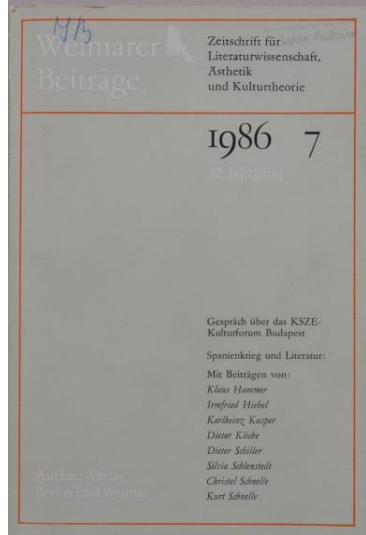 Weimarer
Beiträge
Zeitschrift für
Literaturwissenschaft,
Ästhetik
und Kulturtheorie
1986 7
32. Jahrgang
Gespräch über das KSZE-
Kulturforum Budapest
Spanienkrieg und Literatur:
Mit Beiträgen von:
Klaus Hammer
Irmfried Hiebel
Karlheinz Kasper
Dieter Kliche
Dieter Schiller
Silvia Schlenstedt
Christel Schnelle
Kurt Schnelle
Aufbau-Verlag
Berlin und Weimar